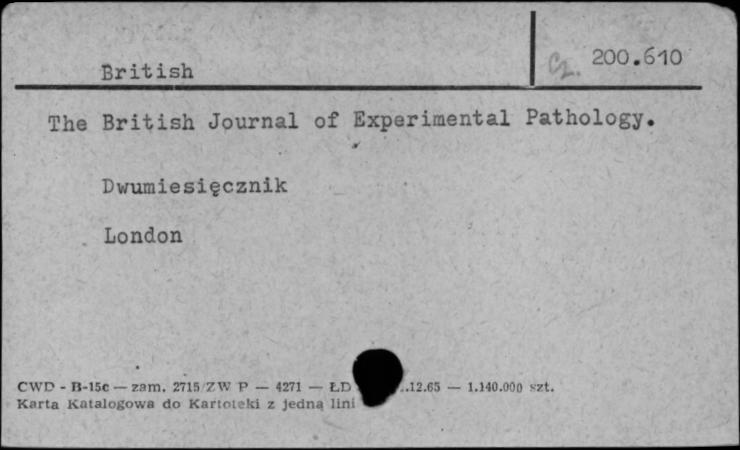 British
Cz. 200.610
The British Journal of Experimental Pathology.
Dwumiesięcznik
London
CWD - B-15c — zam. 2715/ZW P — 4271 — ŁD .12.65 — 1.140.000 szt.
Karta Katalogowa do Kartoteki z jedną lini